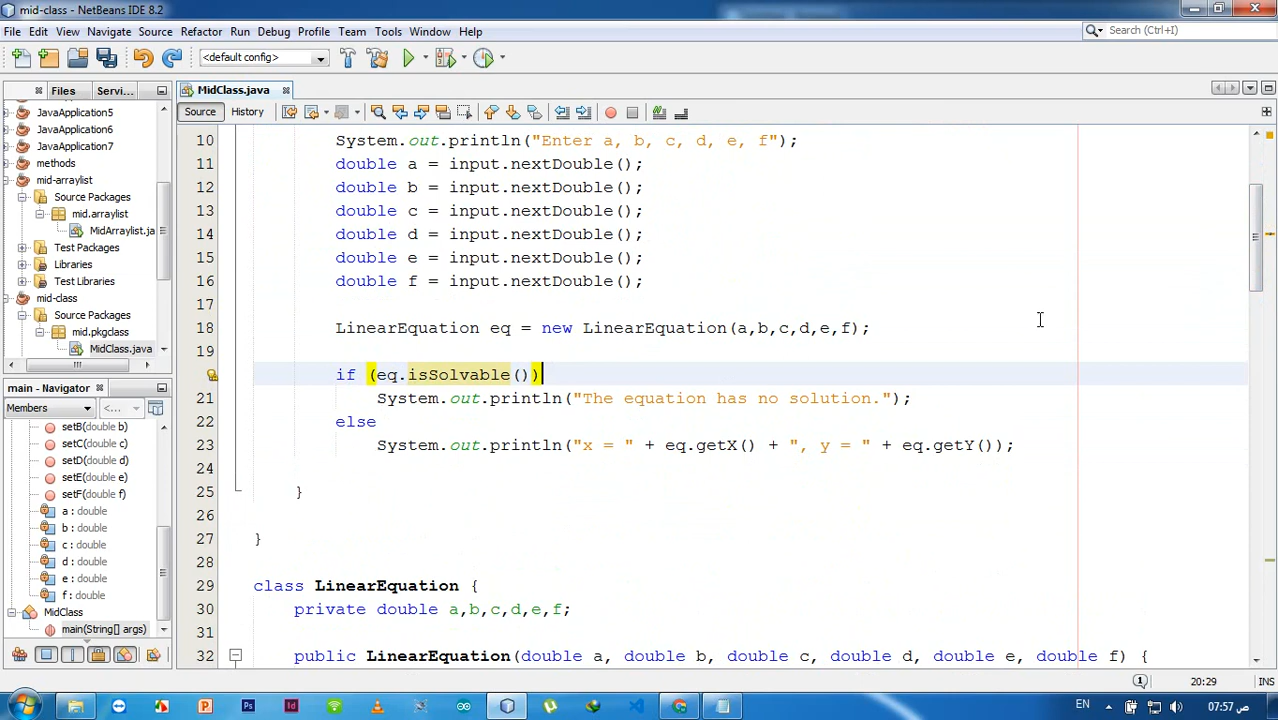 mid-class - NetBeans IDE 8.2
File Edit View Navigate Source Refactor Run Debug Profile Team Tools Window Help
Search (Ctrl+I)
<default config>
Files Servi...
MidClass.java
Source History
JavaApplication5
JavaApplication6
JavaApplication7
methods
mid-arraylist
Source Packages
mid.arraylist
MidArraylist.ja
Test Packages
Libraries
Test Libraries
mid-class
Source Packages
mid.pkgclass
MidClass.java
main - Navigator
Members <...>
setB(double b)
setC(double c)
setD(double d)
setE(double e)
setF(double f)
a : double
b : double
c : double
d : double
e : double
f : double
MidClass
main(String[] args)
10 System.out.println("Enter a, b, c, d, e, f");
11 double a = input.nextDouble();
12 double b = input.nextDouble();
13 double c = input.nextDouble();
14 double d = input.nextDouble();
15 double e = input.nextDouble();
16 double f = input.nextDouble();
17
18 LinearEquation eq = new LinearEquation(a,b,c,d,e,f);
19
if (eq.isSolvable())
21 System.out.println("The equation has no solution.");
22 else
23 System.out.println("x = " + eq.getX() + ", y = " + eq.getY());
24
25 }
26
27 }
28
29 class LinearEquation {
30 private double a,b,c,d,e,f;
31
32 public LinearEquation(double a, double b, double c, double d, double e, double f) {
20:29 INS
EN 07:57 ص